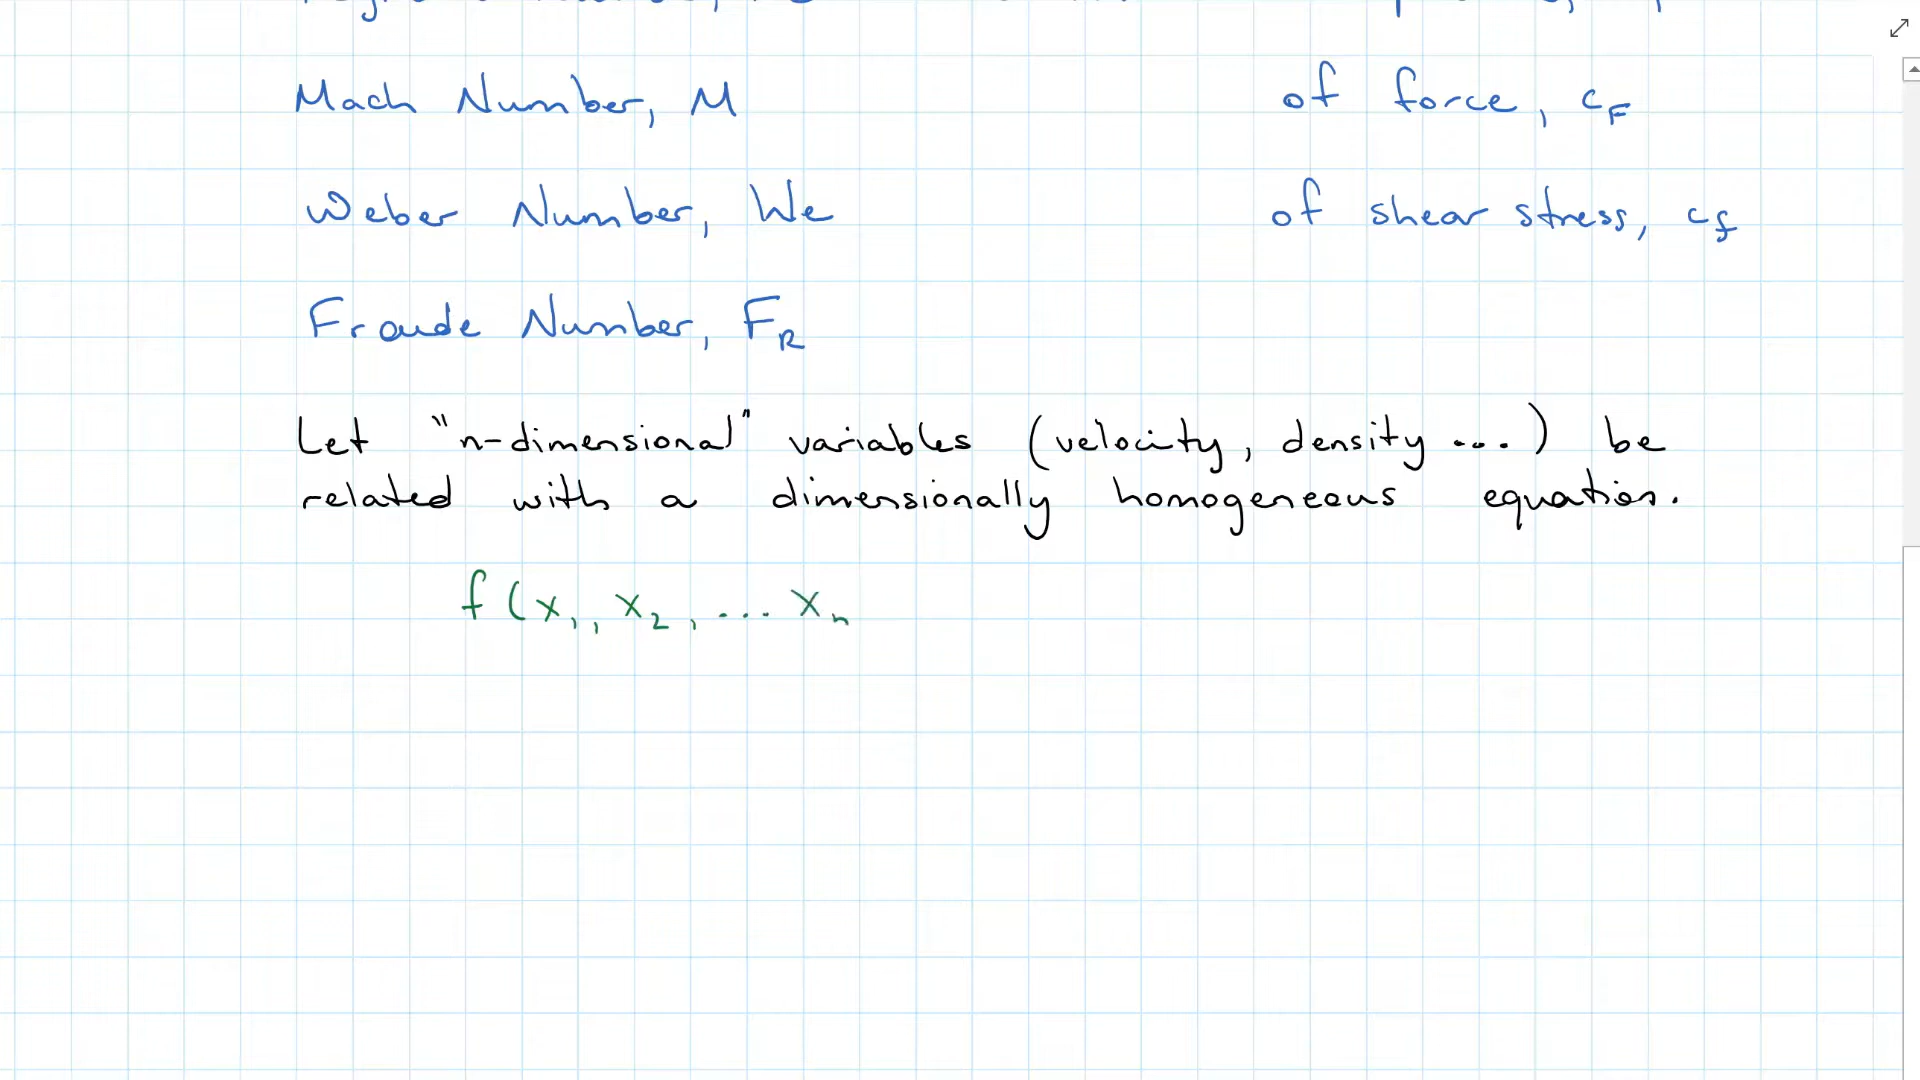 Mach Number, M
of force, c_F
Weber Number, We
of shear stress, c_f
Froude Number, F_R
Let "n-dimensional" variables (velocity, density ...) be
related with a dimensionally homogeneous equation.
f (x_1, x_2, ... x_n